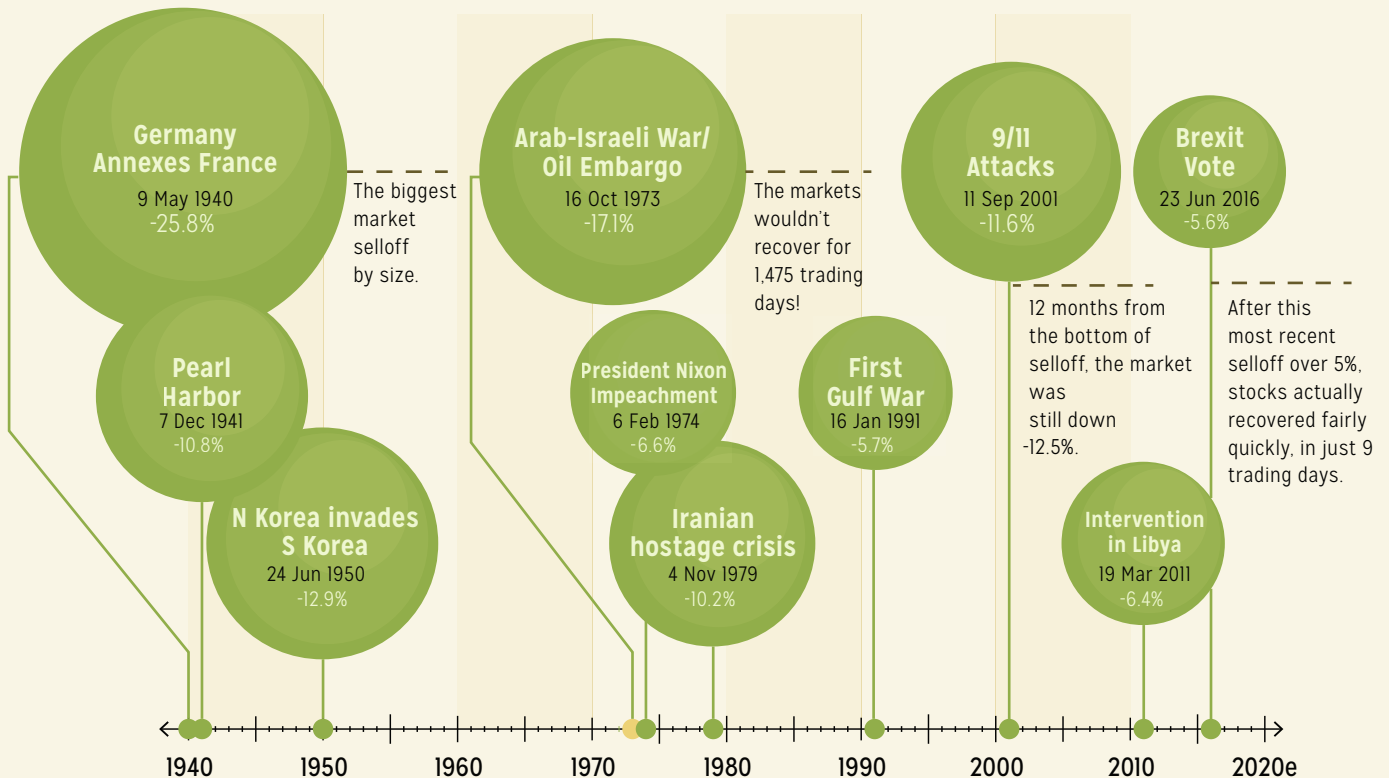 Germany
Annexes France
9 May 1940
-25.8%
The biggest
market
selloff
by size.
Pearl
Harbor
7 Dec 1941
-10.8%
N Korea invades
S Korea
24 Jun 1950
-12.9%
Arab-Israeli War/
Oil Embargo
16 Oct 1973
-17.1%
The markets
wouldn't
recover for
1,475 trading
days!
President Nixon
Impeachment
6 Feb 1974
-6.6%
Iranian
hostage crisis
4 Nov 1979
-10.2%
First
Gulf War
16 Jan 1991
-5.7%
9/11
Attacks
11 Sep 2001
-11.6%
12 months from
the bottom of
selloff, the market
was
still down
-12.5%.
Intervention
in Libya
19 Mar 2011
-6.4%
Brexit
Vote
23 Jun 2016
-5.6%
After this
most recent
selloff over 5%,
stocks actually
recovered fairly
quickly, in just 9
trading days.
1940 1950 1960 1970 1980 1990 2000 2010 2020e